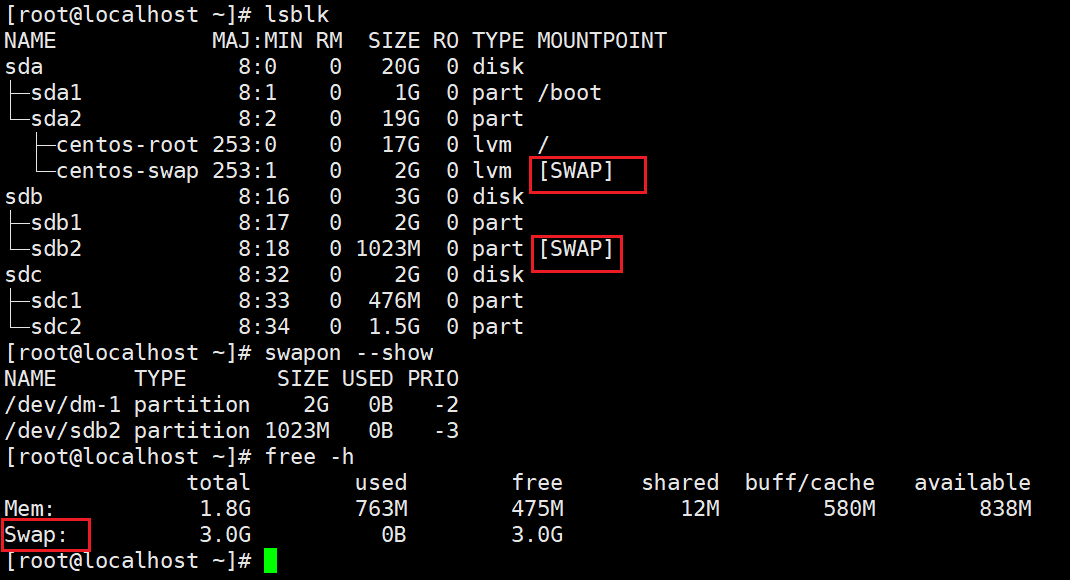 [root@localhost ~]# lsblk
NAME            MAJ:MIN RM   SIZE RO TYPE MOUNTPOINT
sda               8:0    0    20G  0 disk
├─sda1            8:1    0     1G  0 part /boot
└─sda2            8:2    0    19G  0 part
  ├─centos-root 253:0    0    17G  0 lvm  /
  └─centos-swap 253:1    0     2G  0 lvm  [SWAP]
sdb               8:16   0     3G  0 disk
├─sdb1            8:17   0     2G  0 part
└─sdb2            8:18   0  1023M  0 part [SWAP]
sdc               8:32   0     2G  0 disk
├─sdc1            8:33   0   476M  0 part
└─sdc2            8:34   0   1.5G  0 part
[root@localhost ~]# swapon --show
NAME      TYPE       SIZE USED PRIO
/dev/dm-1 partition    2G   0B   -2
/dev/sdb2 partition 1023M   0B   -3
[root@localhost ~]# free -h
              total        used        free      shared  buff/cache   available
Mem:           1.8G        763M        475M         12M        580M        838M
Swap:          3.0G          0B        3.0G
[root@localhost ~]#